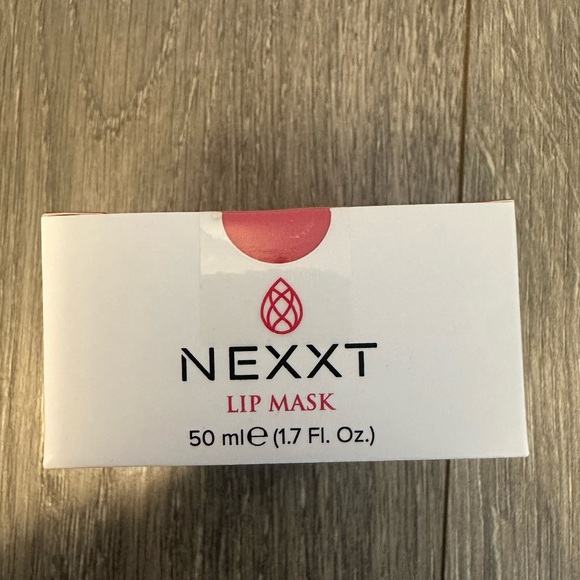 NEXXT
LIP MASK
50 ml℮ (1.7 Fl. Oz.)